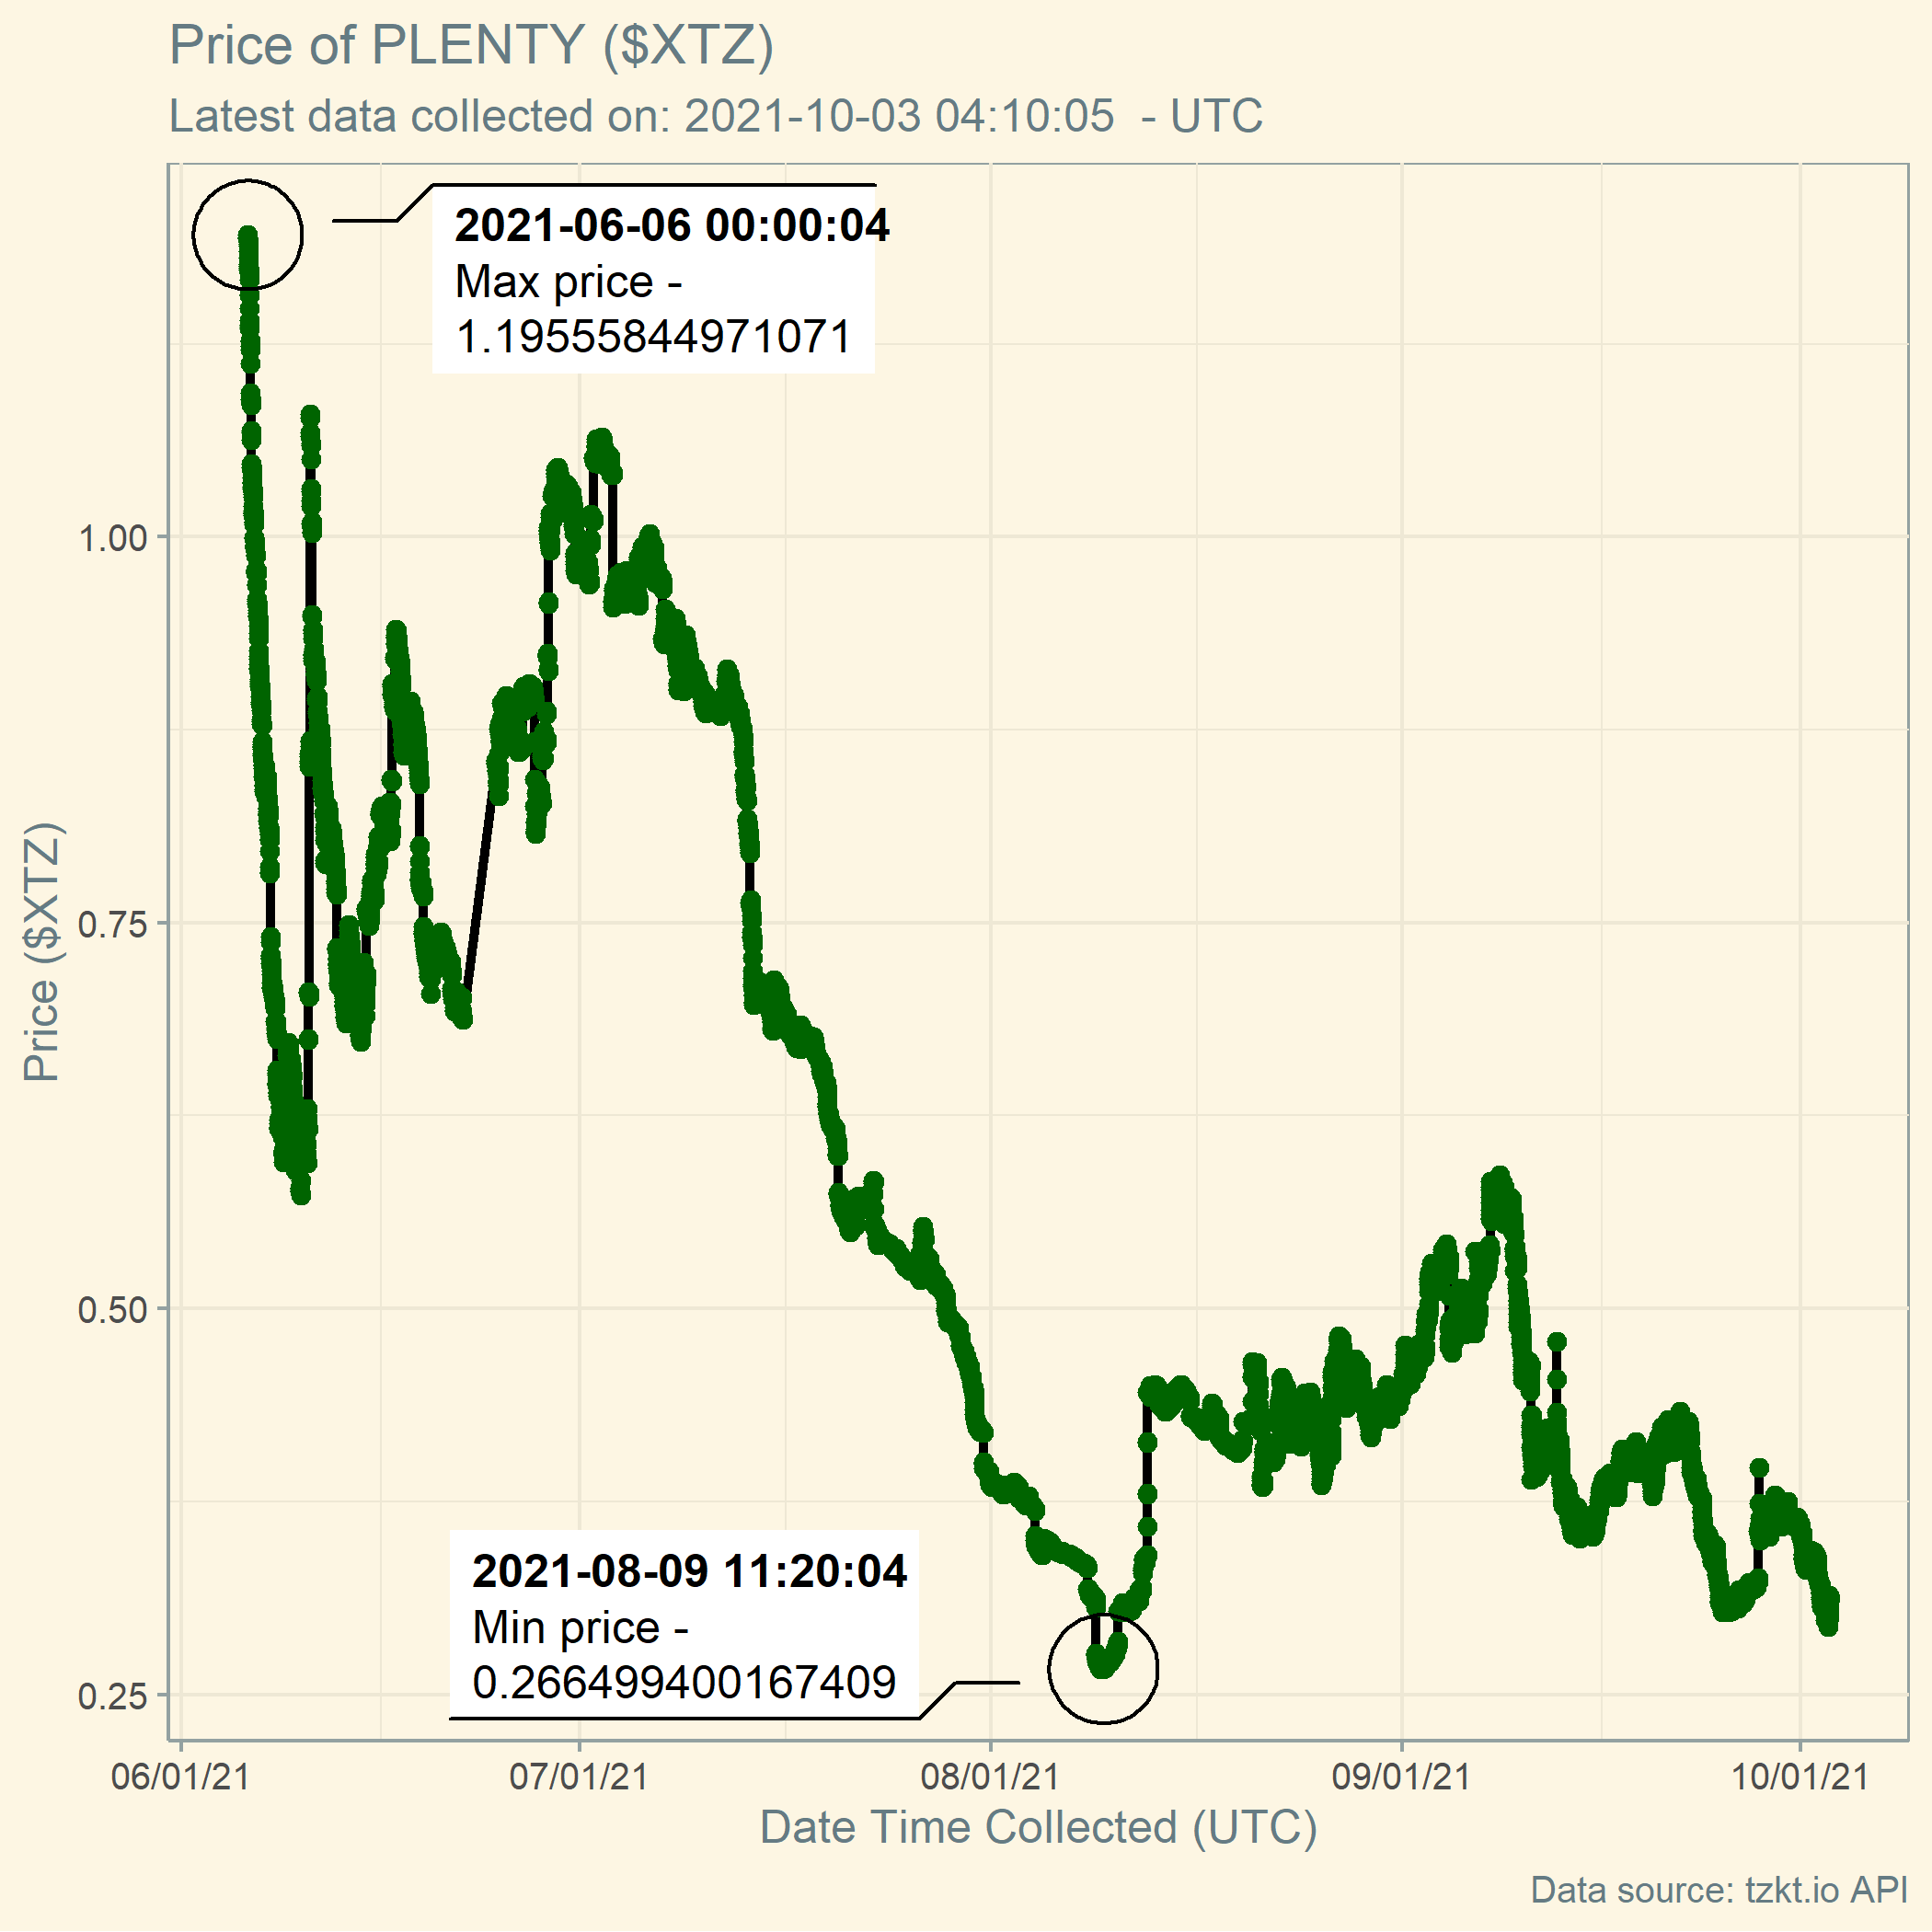 Price of PLENTY ($XTZ)
Latest data collected on: 2021-10-03 04:10:05  - UTC
2021-06-06 00:00:04
Max price -
1.19555844971071
1.00
0.75
0.50
0.25
Price ($XTZ)
2021-08-09 11:20:04
Min price -
0.266499400167409
06/01/21
07/01/21
08/01/21
09/01/21
10/01/21
Date Time Collected (UTC)
Data source: tzkt.io API